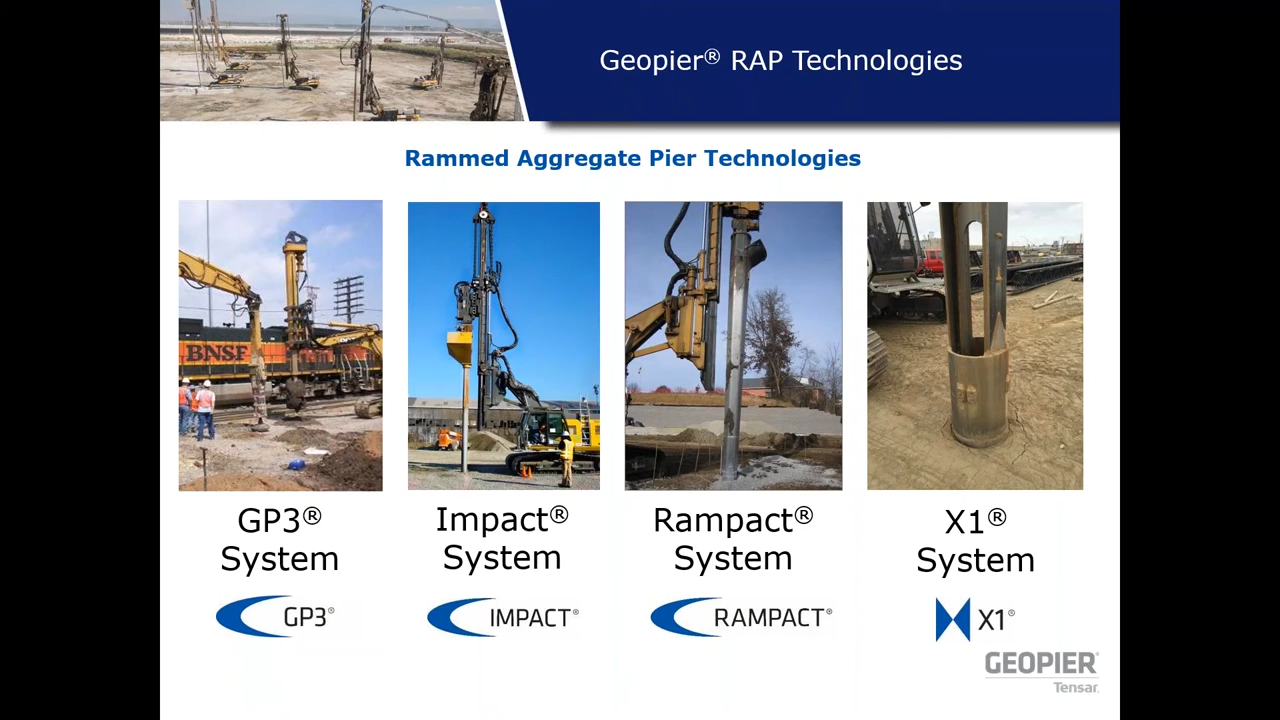 Geopier® RAP Technologies
Rammed Aggregate Pier Technologies
BNSF
GP3®
System
Impact®
System
Rampact®
System
X1®
System
GP3®
IMPACT®
RAMPACT®
X1®
GEOPIER®
Tensar.